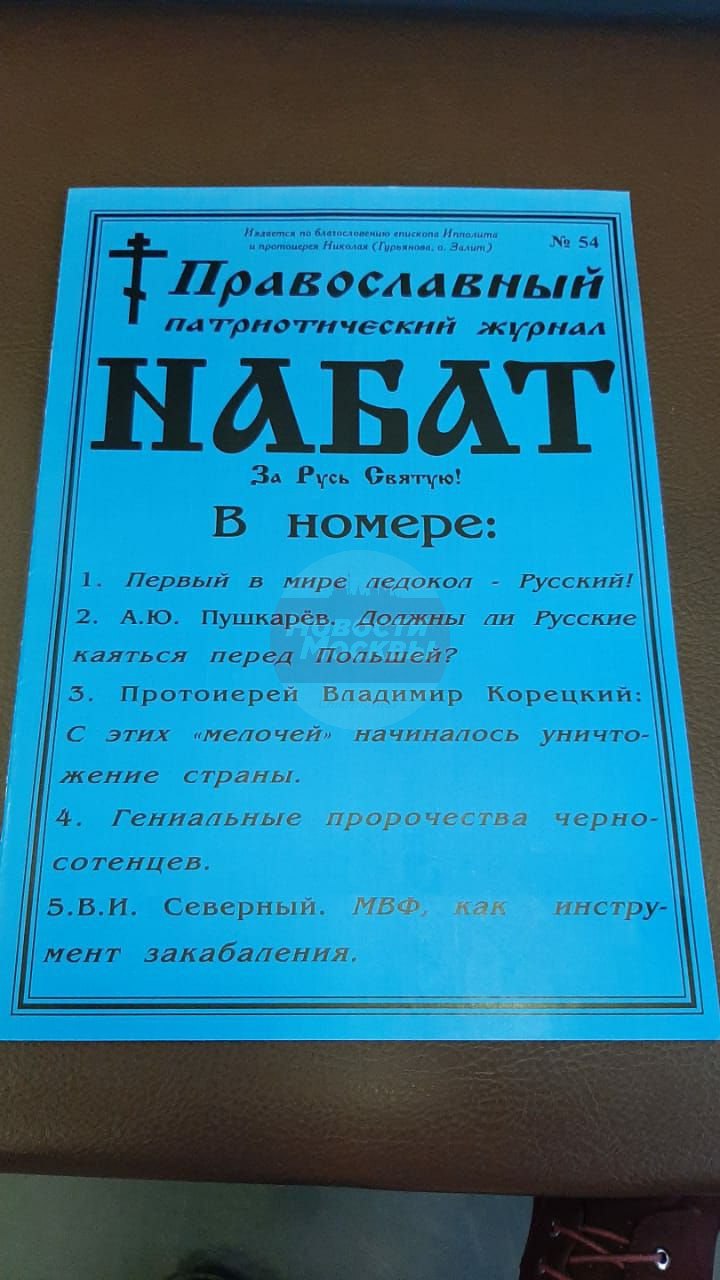 Издается по благословению епископа Ипполита
и протоиерея Николая (Гурьянова, о. Залит)
№ 54
Православный
патриотический журнал
НАБАТ
За Русь Святую!
В номере:
1. Первый в мире ледокол - Русский!
2. А.Ю. Пушкарёв. Должны ли Русские
каяться перед Польшей?
3. Протоиерей Владимир Корецкий:
С этих «мелочей» начиналось уничто-
жение страны.
4. Гениальные пророчества черно-
сотенцев.
5.В.И. Северный. МВФ, как инстру-
мент закабаления.
НОВОСТИ
МОСКВЫ